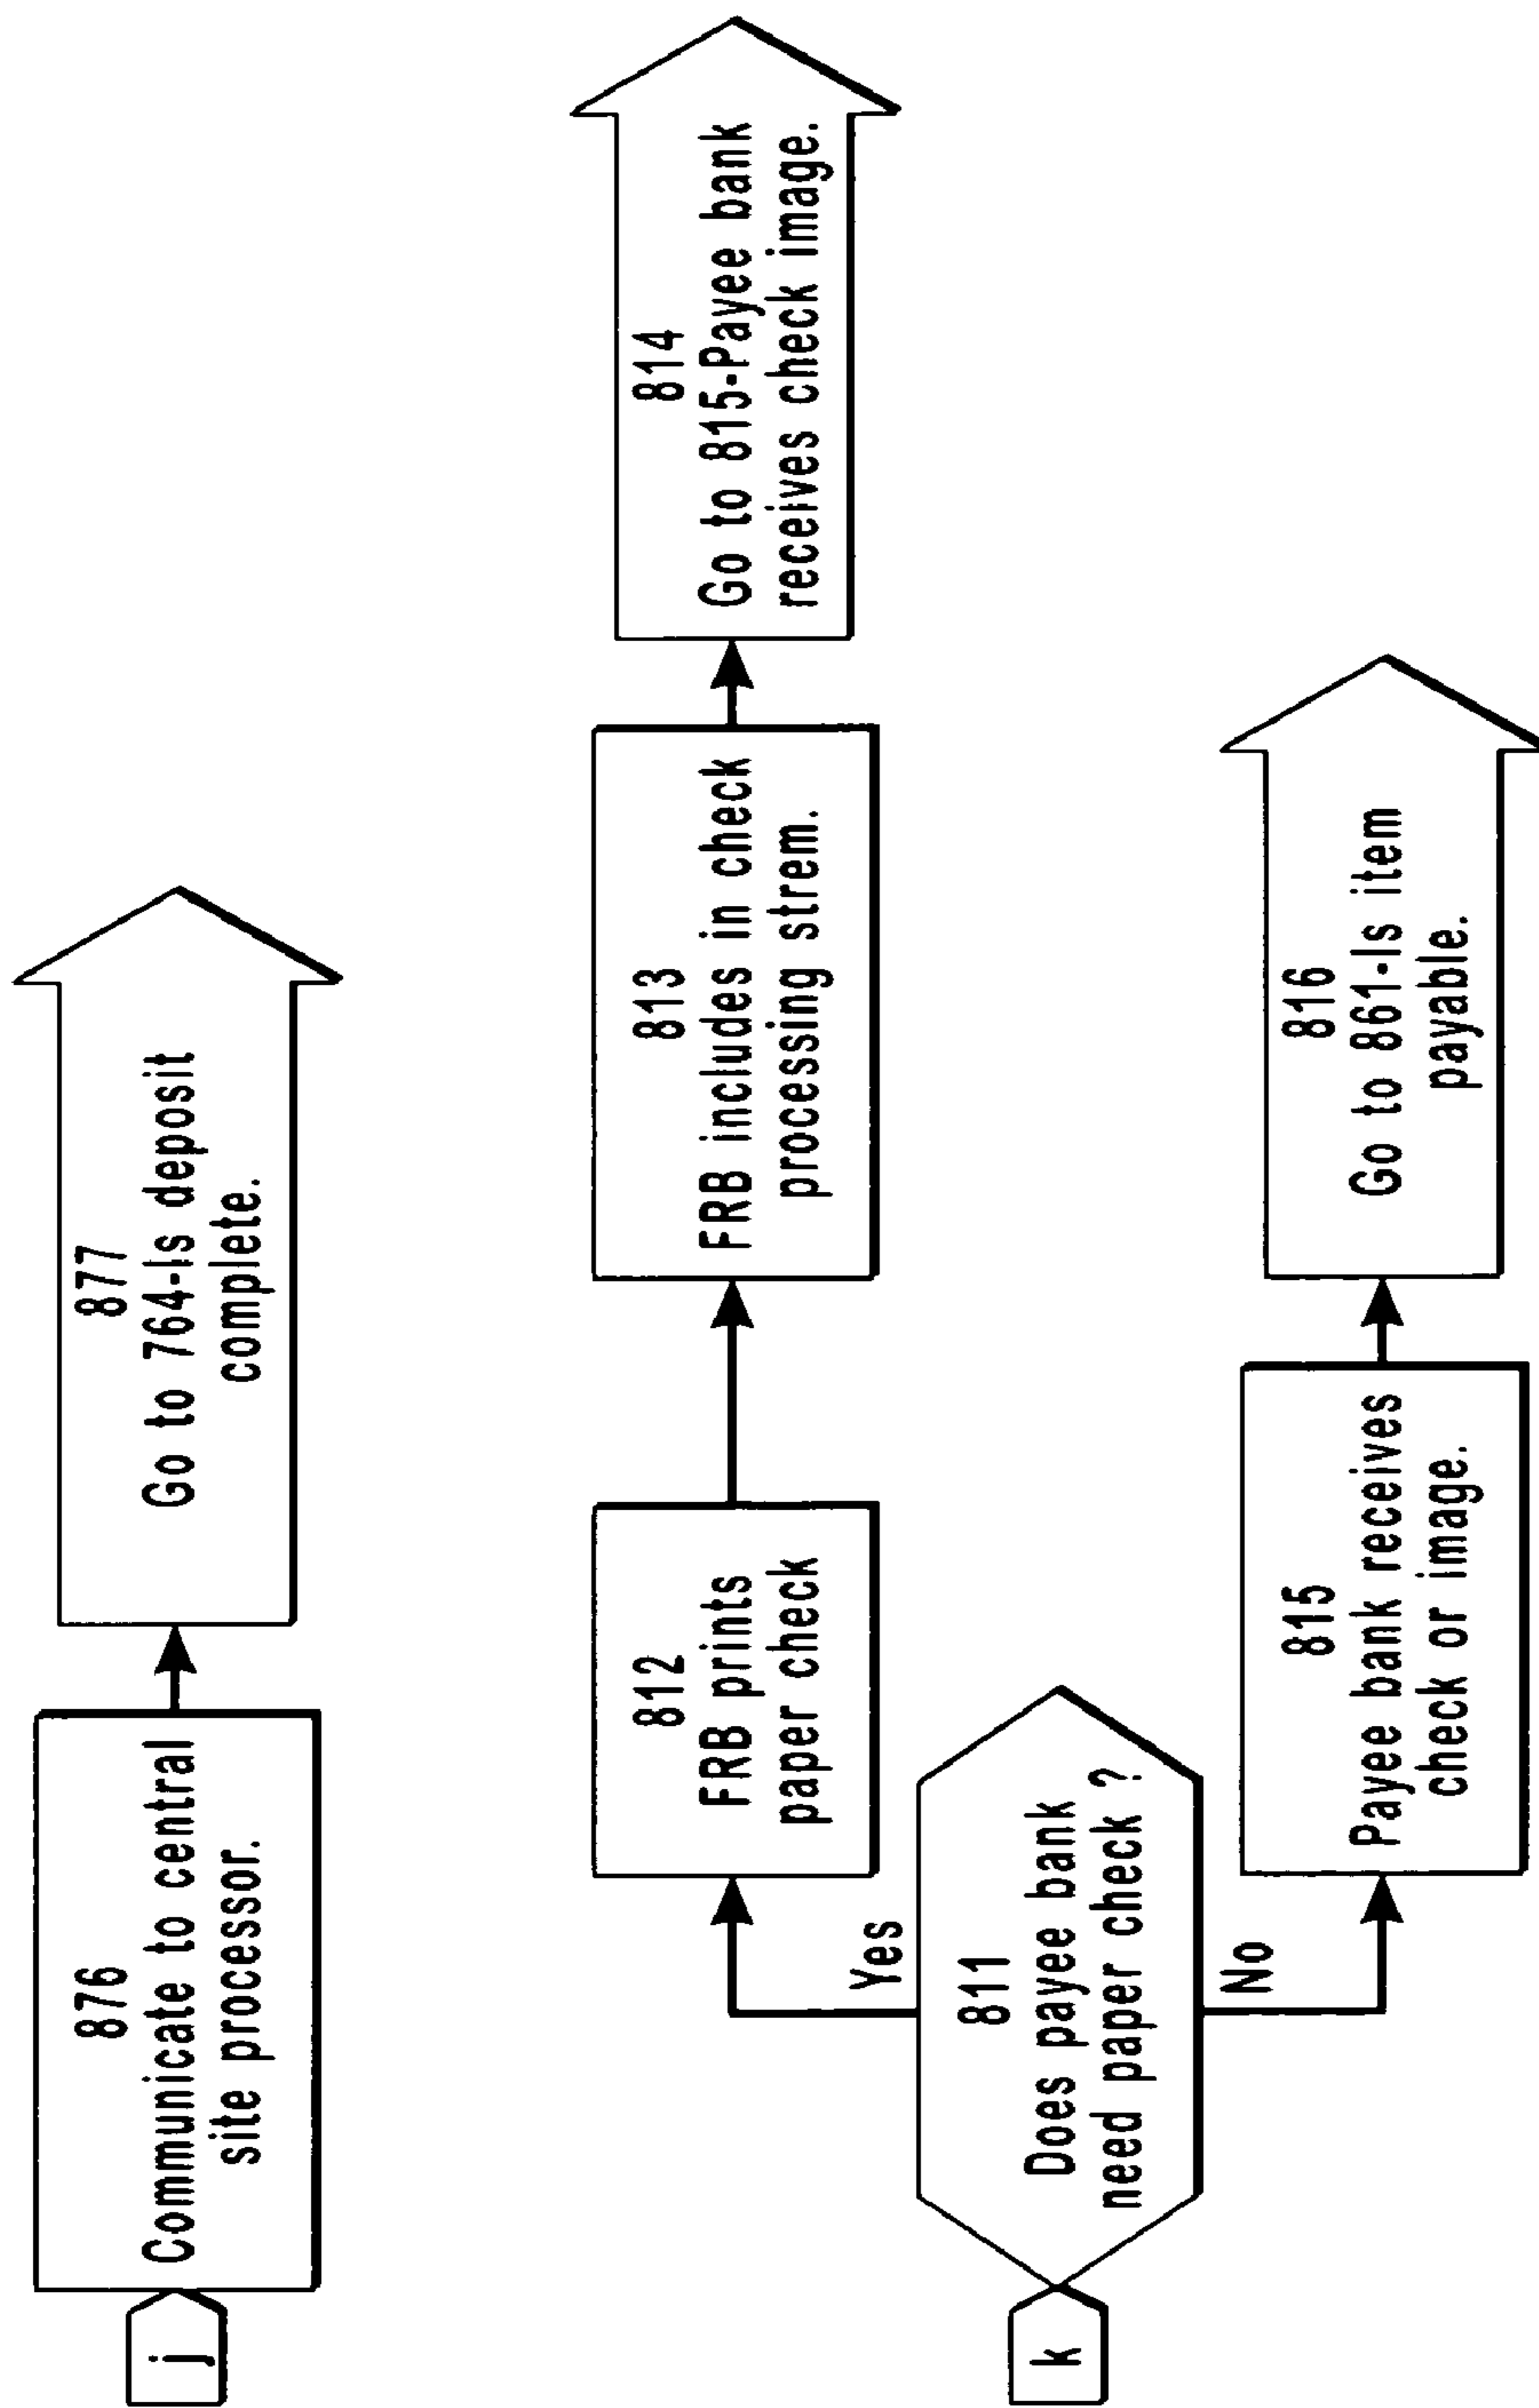 j
876
Communicate to central
site processor.
877
Go to 764-Is deposit
complete.
k
811
Does payee bank
need paper check ?
Yes
812
FRB prints
paper check
813
FRB includes in check
processing strem.
814
Go to 815-Payee bank
receives check image.
No
815
Payee bank receives
check or image.
816
Go to 861-Is item
payable.